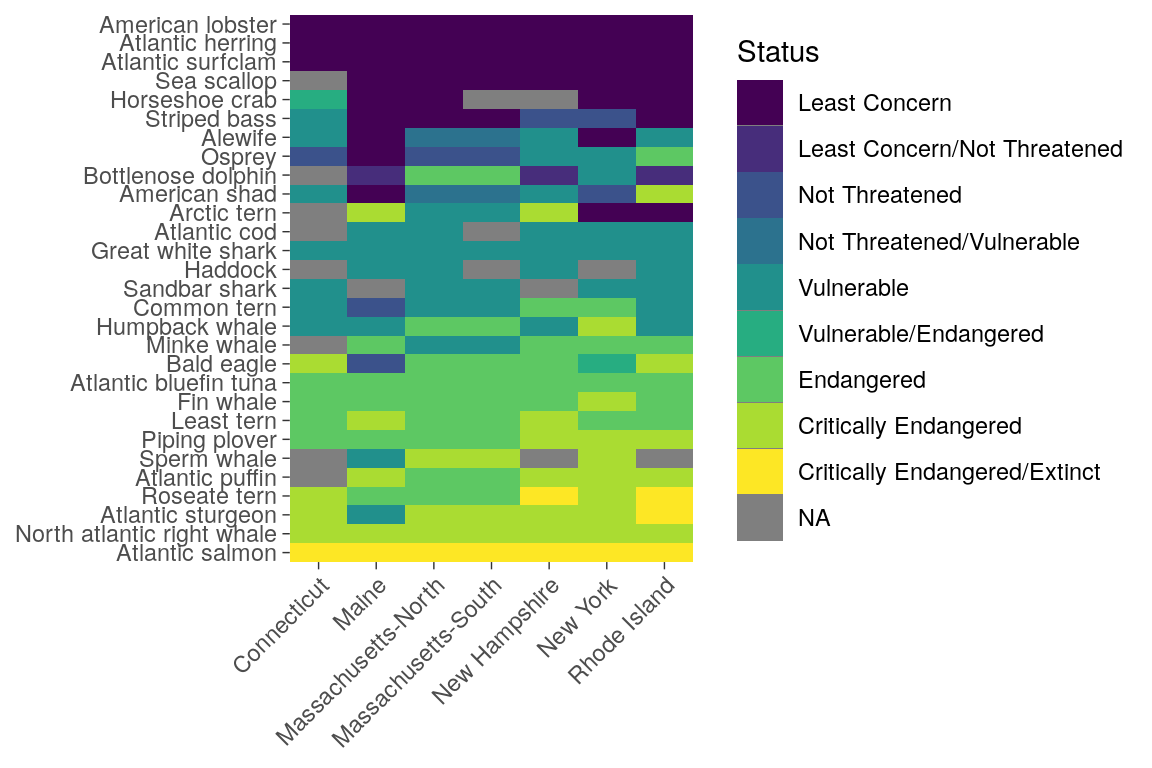 American lobster
Atlantic herring
Atlantic surfclam
Sea scallop
Horseshoe crab
Striped bass
Alewife
Osprey
Bottlenose dolphin
American shad
Arctic tern
Atlantic cod
Great white shark
Haddock
Sandbar shark
Common tern
Humpback whale
Minke whale
Bald eagle
Atlantic bluefin tuna
Fin whale
Least tern
Piping plover
Sperm whale
Atlantic puffin
Roseate tern
Atlantic sturgeon
North atlantic right whale
Atlantic salmon
Connecticut
Maine
Massachusetts-North
Massachusetts-South
New Hampshire
New York
Rhode Island
Status
Least Concern
Least Concern/Not Threatened
Not Threatened
Not Threatened/Vulnerable
Vulnerable
Vulnerable/Endangered
Endangered
Critically Endangered
Critically Endangered/Extinct
NA